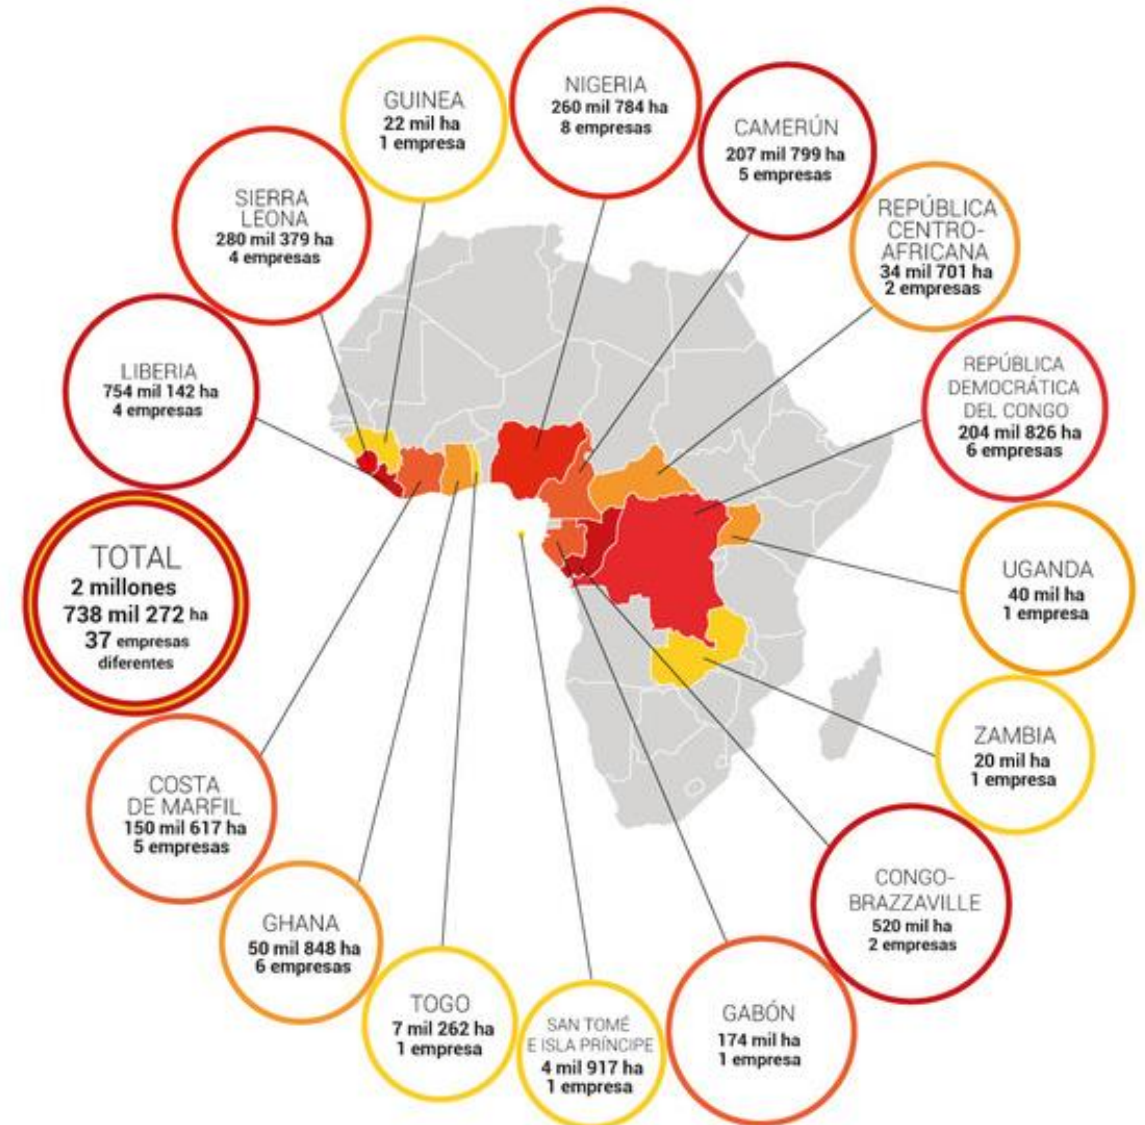 NIGERIA
260 mil 784 ha
8 empresas
GUINEA
22 mil ha
1 empresa
CAMERÚN
207 mil 799 ha
5 empresas
SIERRA
LEONA
280 mil 379 ha
4 empresas
REPÚBLICA
CENTRO-
AFRICANA
34 mil 701 ha
2 empresas
LIBERIA
754 mil 142 ha
4 empresas
REPÚBLICA
DEMOCRÁTICA
DEL CONGO
204 mil 826 ha
6 empresas
TOTAL
2 millones
738 mil 272 ha
37 empresas
diferentes
UGANDA
40 mil ha
1 empresa
ZAMBIA
20 mil ha
1 empresa
COSTA
DE MARFIL
150 mil 617 ha
5 empresas
CONGO-
BRAZZAVILLE
520 mil ha
2 empresas
GHANA
50 mil 848 ha
6 empresas
TOGO
7 mil 262 ha
1 empresa
SAN TOMÉ
E ISLA PRÍNCIPE
4 mil 917 ha
1 empresa
GABÓN
174 mil ha
1 empresa